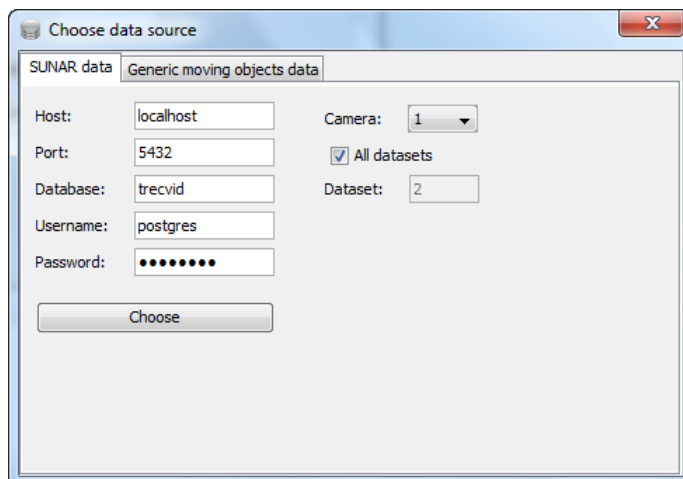 Choose data source
SUNAR data
Generic moving objects data
Host: localhost
Port: 5432
Database: trecvid
Username: postgres
Password: ••••••••
Choose
Camera: 1
All datasets
Dataset: 2